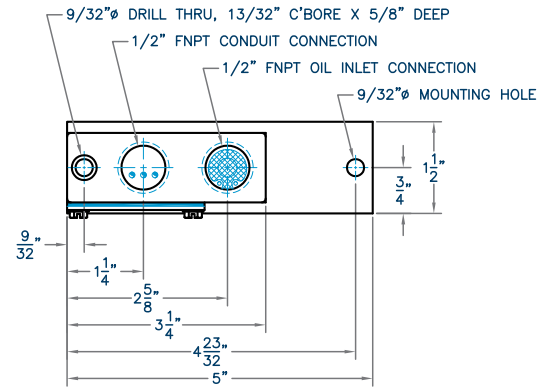 9/32"ø DRILL THRU, 13/32" C'BORE X 5/8" DEEP
1/2" FNPT CONDUIT CONNECTION
1/2" FNPT OIL INLET CONNECTION
9/32"ø MOUNTING HOLE
1 1/2"
3/4"
9/32"
1 1/4"
2 5/8"
3 1/4"
4 23/32"
5"